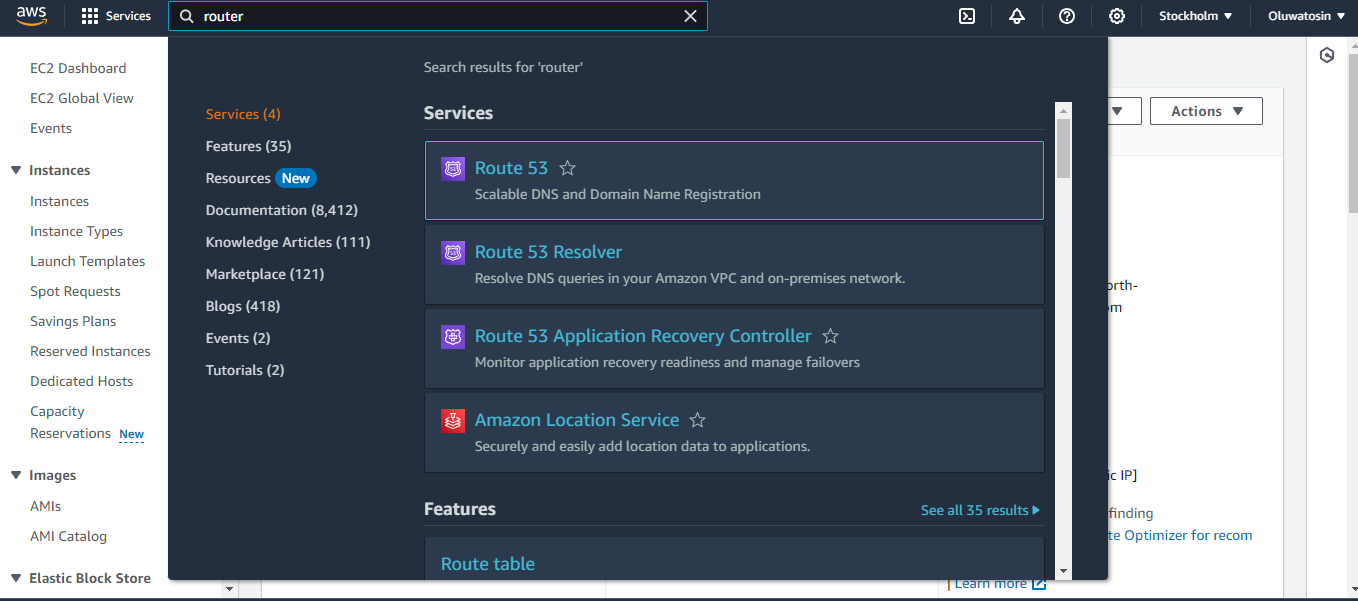 aws
Services
router
Stockholm
Oluwatosin
EC2 Dashboard
EC2 Global View
Events
Instances
Instances
Instance Types
Launch Templates
Spot Requests
Savings Plans
Reserved Instances
Dedicated Hosts
Capacity
Reservations New
Images
AMIs
AMI Catalog
Elastic Block Store
Search results for 'router'
Services (4)
Features (35)
Resources New
Documentation (8,412)
Knowledge Articles (111)
Marketplace (121)
Blogs (418)
Events (2)
Tutorials (2)
Services
Route 53
Scalable DNS and Domain Name Registration
Route 53 Resolver
Resolve DNS queries in your Amazon VPC and on-premises network.
Route 53 Application Recovery Controller
Monitor application recovery readiness and manage failovers
Amazon Location Service
Securely and easily add location data to applications.
Features
See all 35 results
Route table
Actions
orth-
om
ic IP]
finding
te Optimizer for recom
Learn more